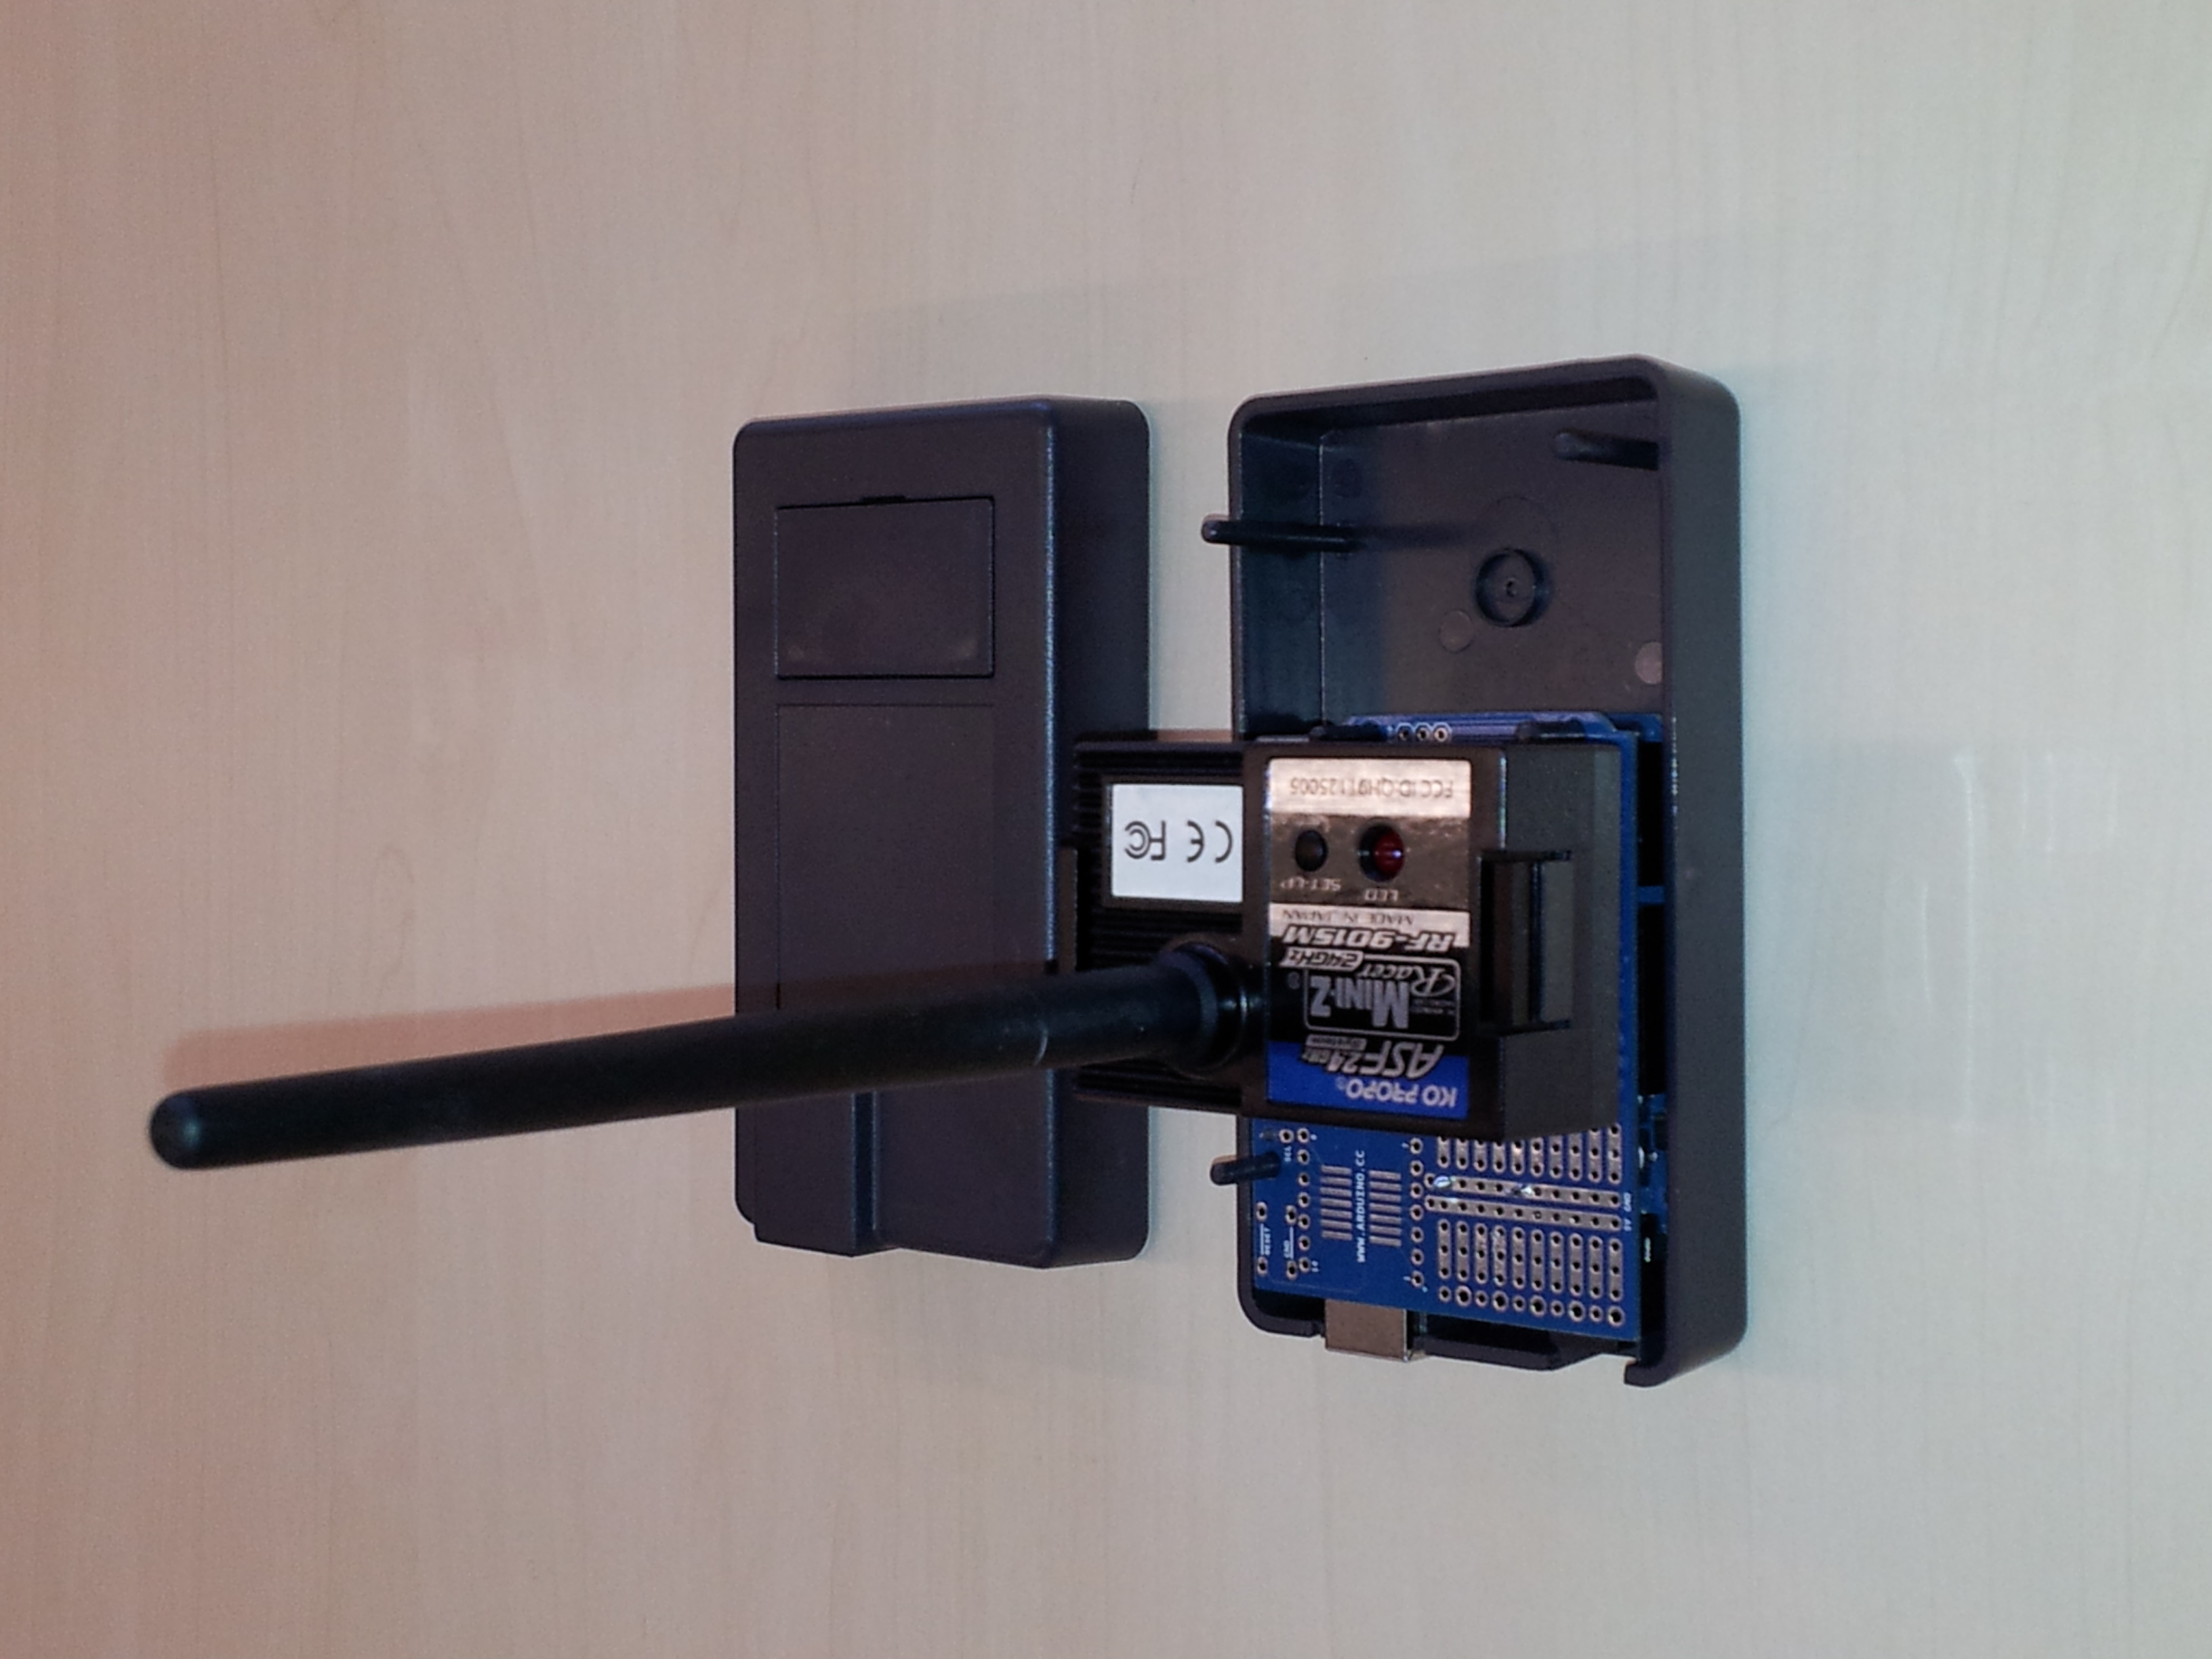 CE FC
KO PROPO
ASF 2.4GHz
MINI-Z
Racer
2.4GHz
RF-901SM
MADE IN JAPAN
SET-UP
LED
FCC ID:QH9T125005
RESET
GND
SCL
WWW.ARDUINO.CC
5V GND